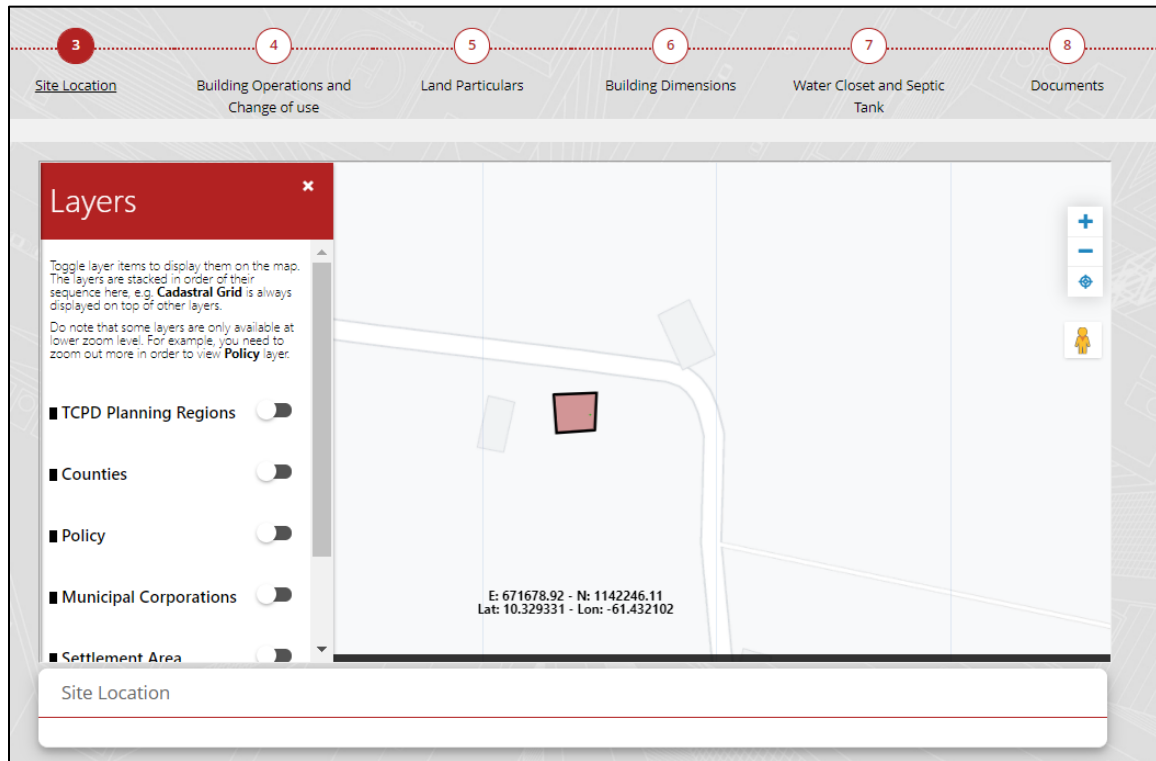 3
4
5
6
7
8
Site Location
Building Operations and
Change of use
Land Particulars
Building Dimensions
Water Closet and Septic
Tank
Documents
Layers
×
Toggle layer items to display them on the map.
The layers are stacked in order of their
sequence here, e.g. Cadastral Grid is always
displayed on top of other layers.
Do note that some layers are only available at
lower zoom level. For example, you need to
zoom out more in order to view Policy layer.
TCPD Planning Regions
Counties
Policy
Municipal Corporations
Settlement Area
+
−
E: 671678.92 - N: 1142246.11
Lat: 10.329331 - Lon: -61.432102
Site Location